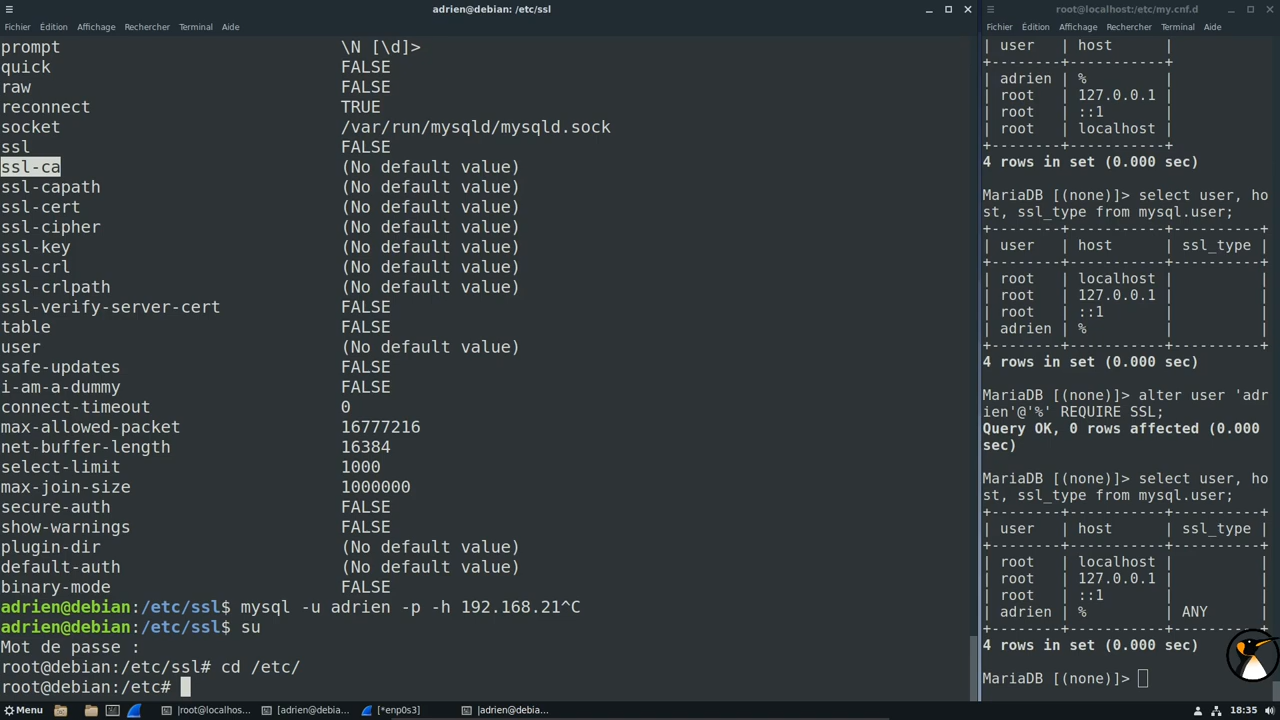 adrien@debian: /etc/ssl
Fichier Édition Affichage Rechercher Terminal Aide
prompt \N [\d]>
quick FALSE
raw FALSE
reconnect TRUE
socket /var/run/mysqld/mysqld.sock
ssl FALSE
ssl-ca (No default value)
ssl-capath (No default value)
ssl-cert (No default value)
ssl-cipher (No default value)
ssl-key (No default value)
ssl-crl (No default value)
ssl-crlpath (No default value)
ssl-verify-server-cert FALSE
table FALSE
user (No default value)
safe-updates FALSE
i-am-a-dummy FALSE
connect-timeout 0
max-allowed-packet 16777216
net-buffer-length 16384
select-limit 1000
max-join-size 1000000
secure-auth FALSE
show-warnings FALSE
plugin-dir (No default value)
default-auth (No default value)
binary-mode FALSE
adrien@debian:/etc/ssl$ mysql -u adrien -p -h 192.168.21^C
adrien@debian:/etc/ssl$ su
Mot de passe :
root@debian:/etc/ssl# cd /etc/
root@debian:/etc#
root@localhost:/etc/my.cnf.d
Fichier Édition Affichage Rechercher Terminal Aide
| user | host |
+--------+-----------+
| adrien | % |
| root | 127.0.0.1 |
| root | ::1 |
| root | localhost |
+--------+-----------+
4 rows in set (0.000 sec)
MariaDB [(none)]> select user, ho
st, ssl_type from mysql.user;
+--------+-----------+----------+
| user | host | ssl_type |
+--------+-----------+----------+
| root | localhost | |
| root | 127.0.0.1 | |
| root | ::1 | |
| adrien | % | |
+--------+-----------+----------+
4 rows in set (0.000 sec)
MariaDB [(none)]> alter user 'adr
ien'@'%' REQUIRE SSL;
Query OK, 0 rows affected (0.000
sec)
MariaDB [(none)]> select user, ho
st, ssl_type from mysql.user;
+--------+-----------+----------+
| user | host | ssl_type |
+--------+-----------+----------+
| root | localhost | |
| root | 127.0.0.1 | |
| root | ::1 | |
| adrien | % | ANY |
+--------+-----------+----------+
4 rows in set (0.000 sec)
MariaDB [(none)]>
Menu |root@localhos... [adrien@debia... [*enp0s3] |adrien@debia... 18:35